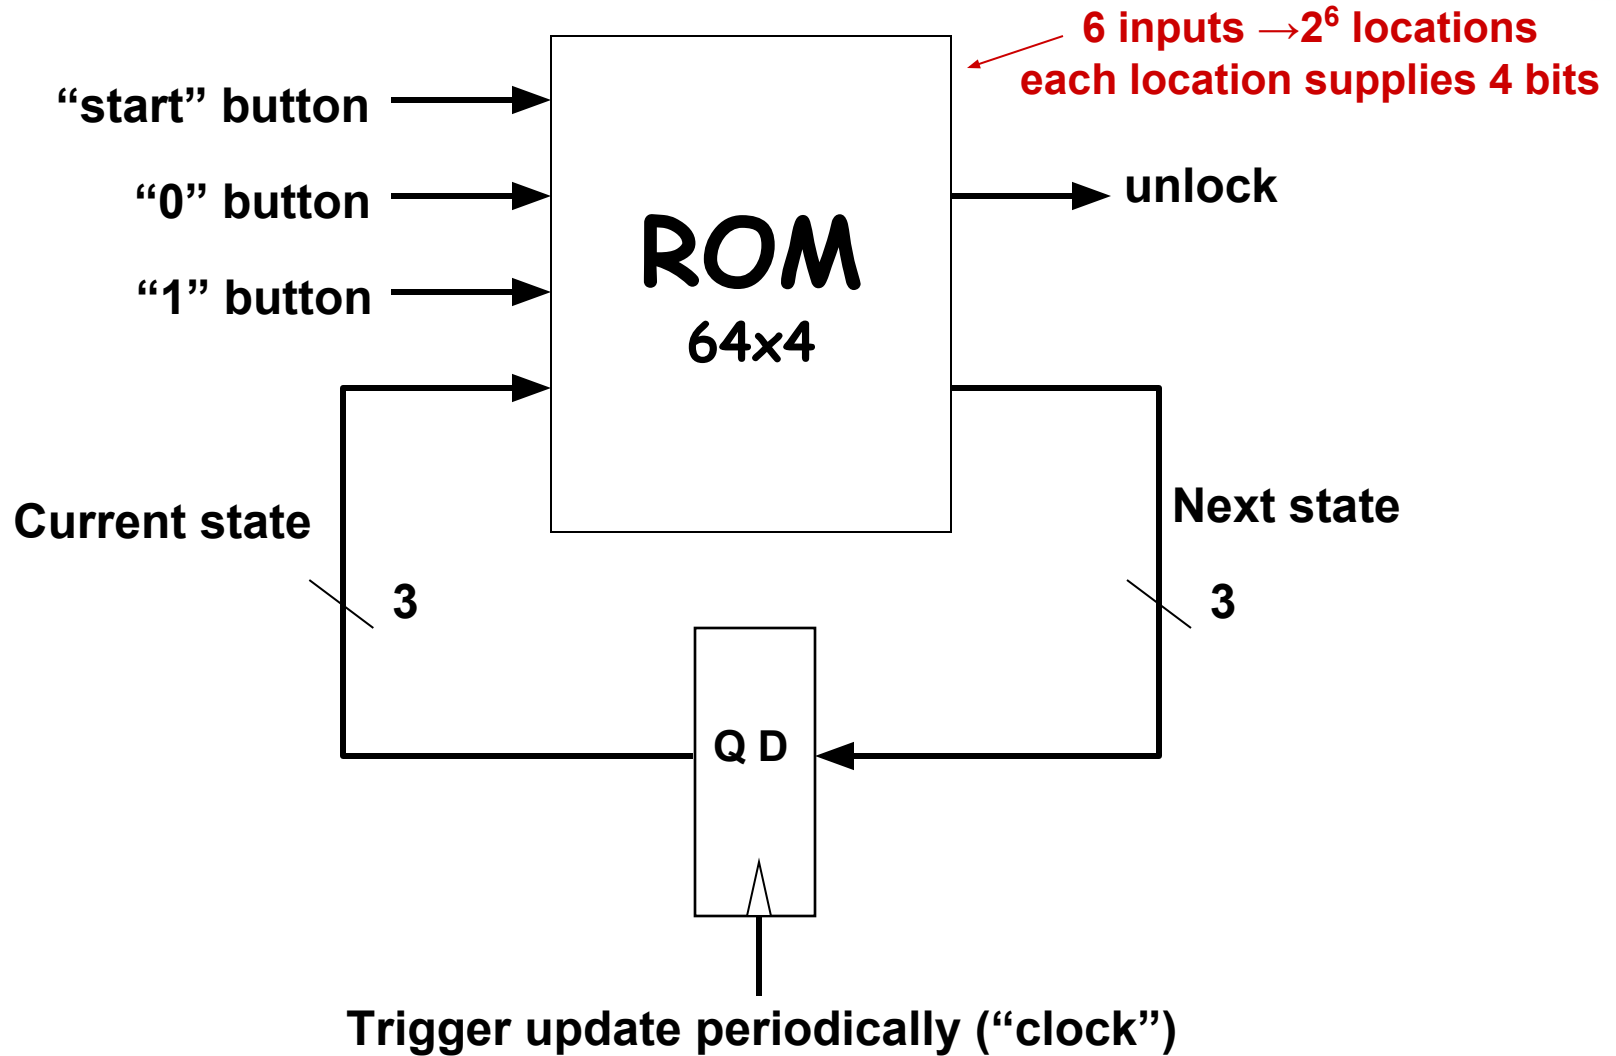 6 inputs →2⁶ locations
each location supplies 4 bits
“start” button
“0” button
“1” button
ROM
64x4
unlock
Current state
3
Next state
3
Q D
Trigger update periodically (“clock”)